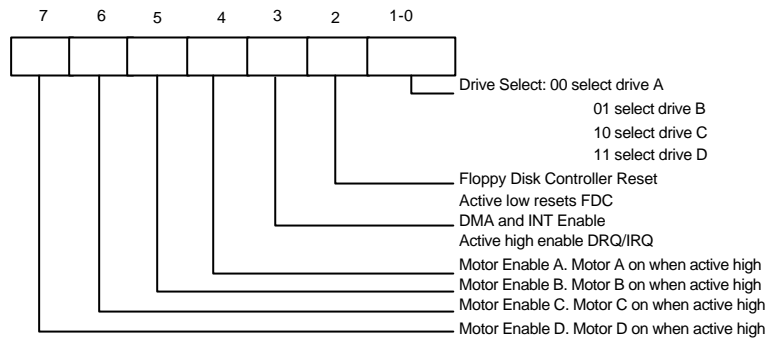 7 6 5 4 3 2 1-0
Drive Select: 00 select drive A
01 select drive B
10 select drive C
11 select drive D
Floppy Disk Controller Reset
Active low resets FDC
DMA and INT Enable
Active high enable DRQ/IRQ
Motor Enable A. Motor A on when active high
Motor Enable B. Motor B on when active high
Motor Enable C. Motor C on when active high
Motor Enable D. Motor D on when active high